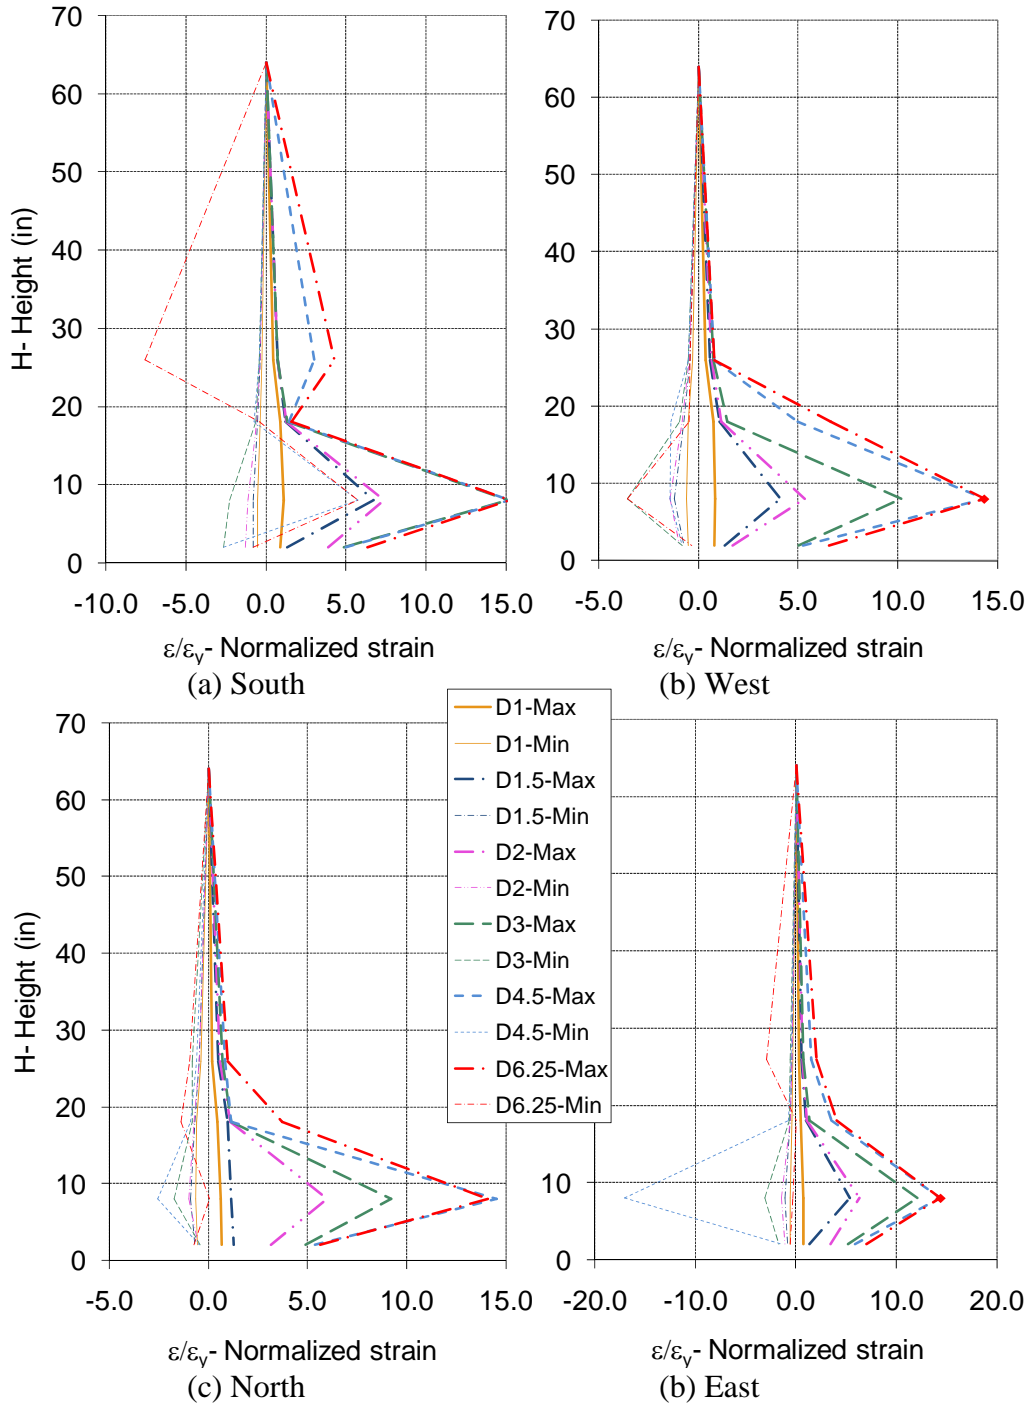 70
60
50
40
30
20
10
0
H- Height (in)
-10.0 -5.0 0.0 5.0 10.0 15.0
ε/εy- Normalized strain
(a) South
70
60
50
40
30
20
10
0
-5.0 0.0 5.0 10.0 15.0
ε/εy- Normalized strain
(b) West
D1-Max
D1-Min
D1.5-Max
D1.5-Min
D2-Max
D2-Min
D3-Max
D3-Min
D4.5-Max
D4.5-Min
D6.25-Max
D6.25-Min
70
60
50
40
30
20
10
0
H- Height (in)
-5.0 0.0 5.0 10.0 15.0
ε/εy- Normalized strain
(c) North
-20.0 -10.0 0.0 10.0 20.0
ε/εy- Normalized strain
(b) East